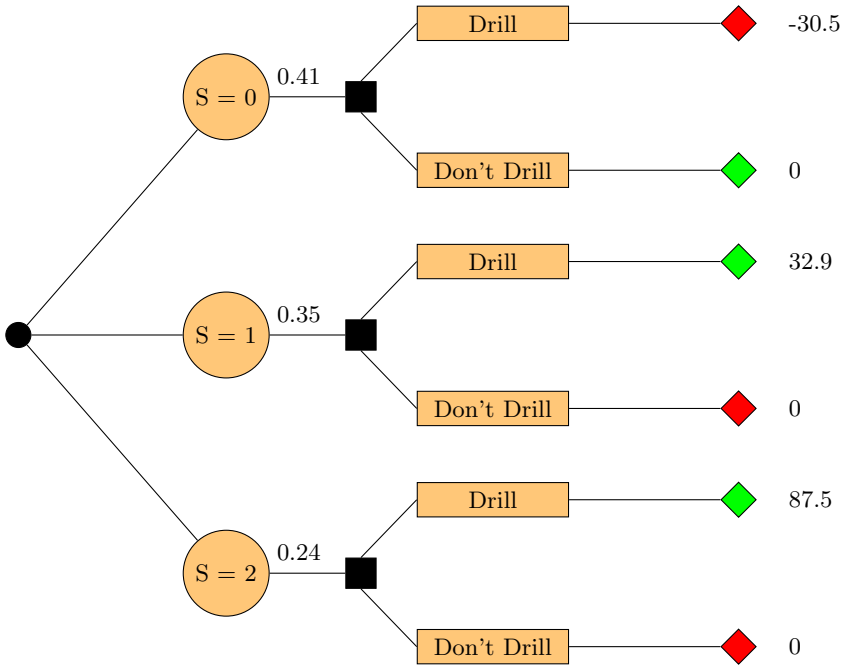 Drill
-30.5
0.41
S = 0
Don't Drill
0
Drill
32.9
0.35
S = 1
Don't Drill
0
Drill
87.5
0.24
S = 2
Don't Drill
0